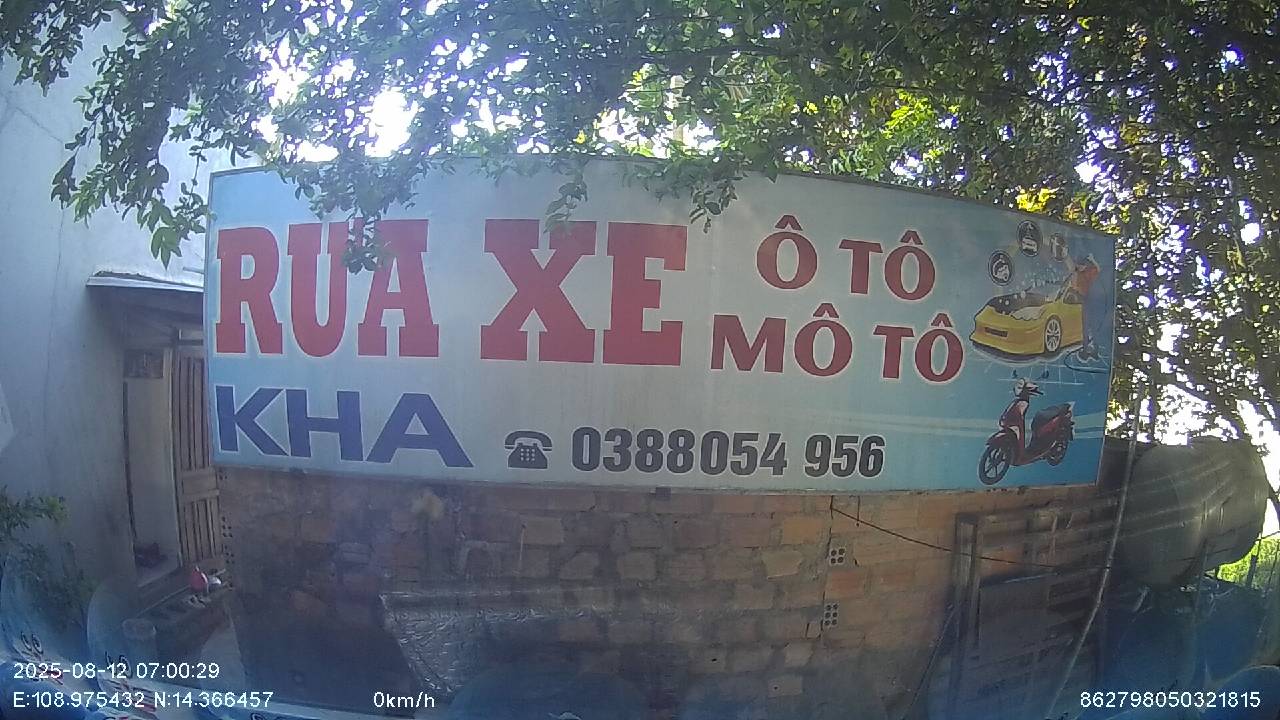 RỬA XE
Ô TÔ
MÔ TÔ
KHA
☎ 0388054 956
2025-08-12 07:00:29
E:108.975432 N:14.366457
0km/h
862798050321815